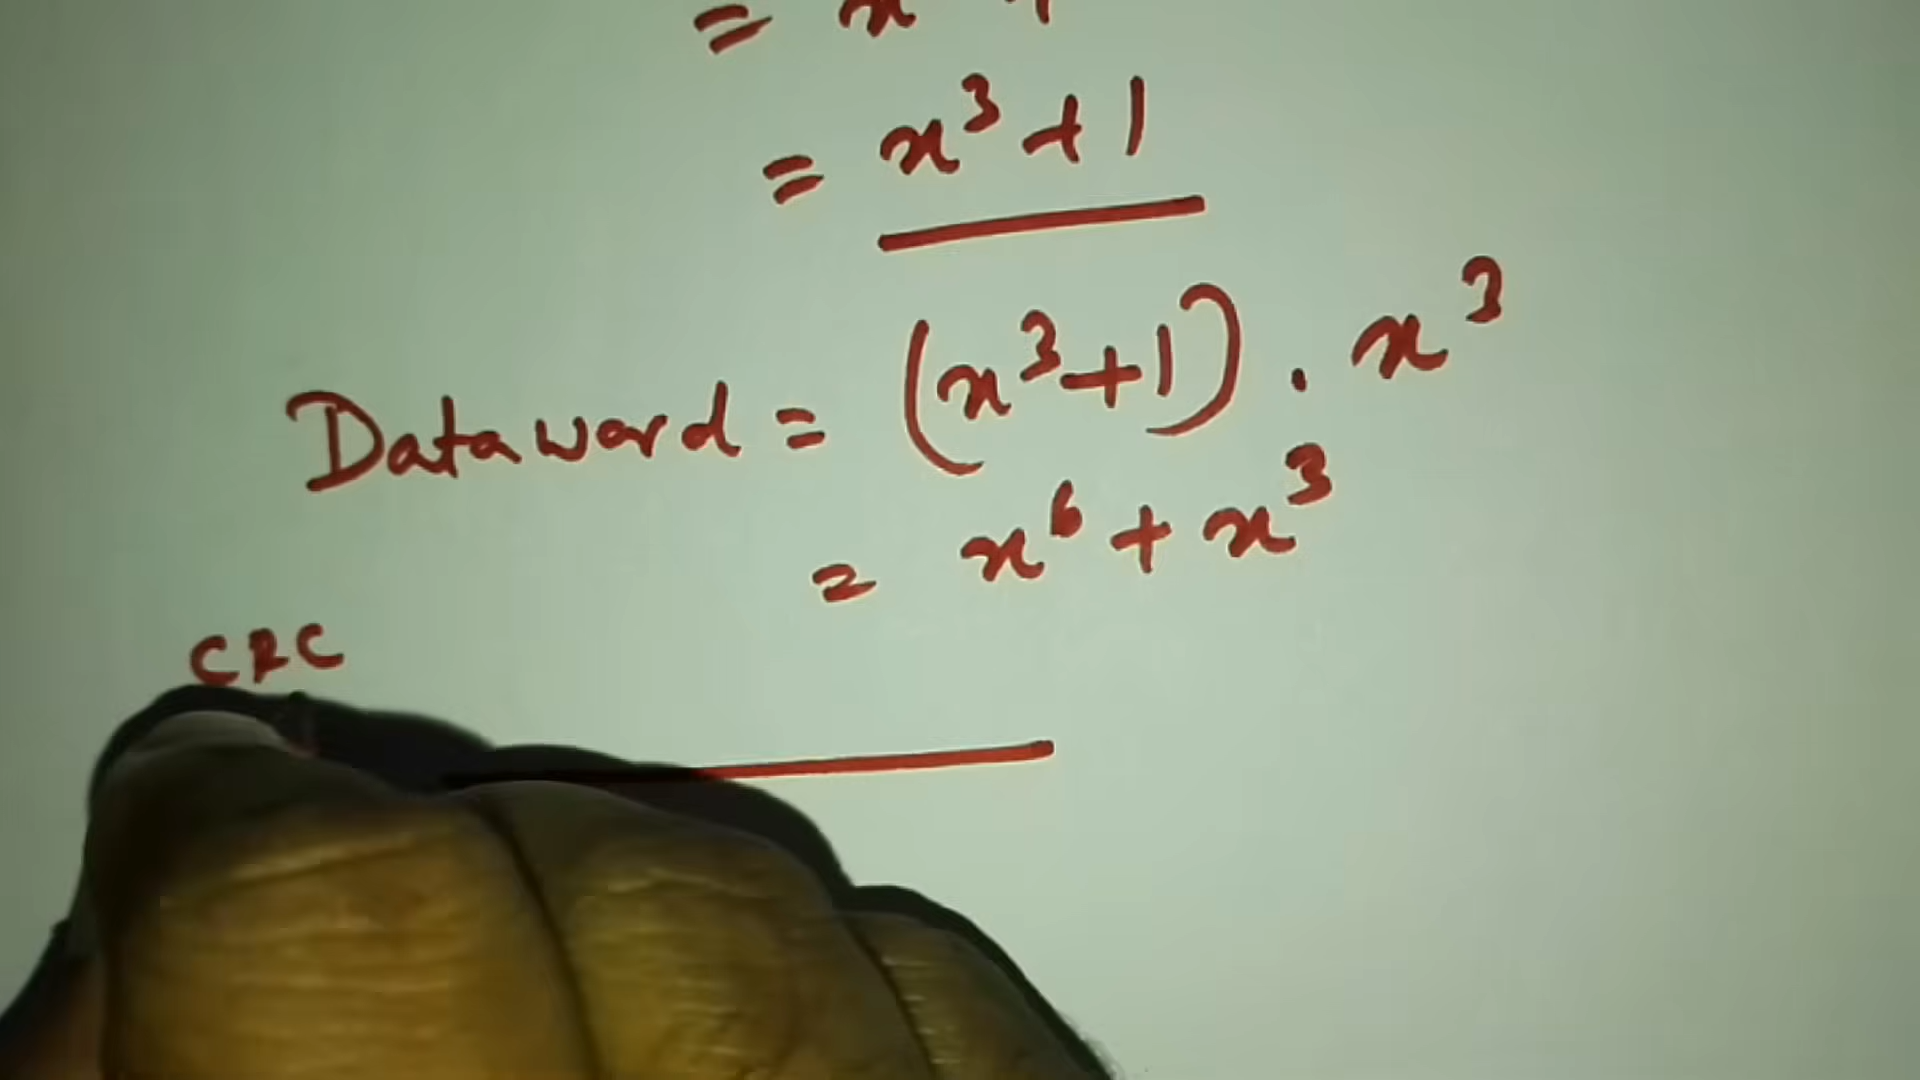 = x³ + 1
Dataword = (x³+1) . x³
= x⁶ + x³
CRC